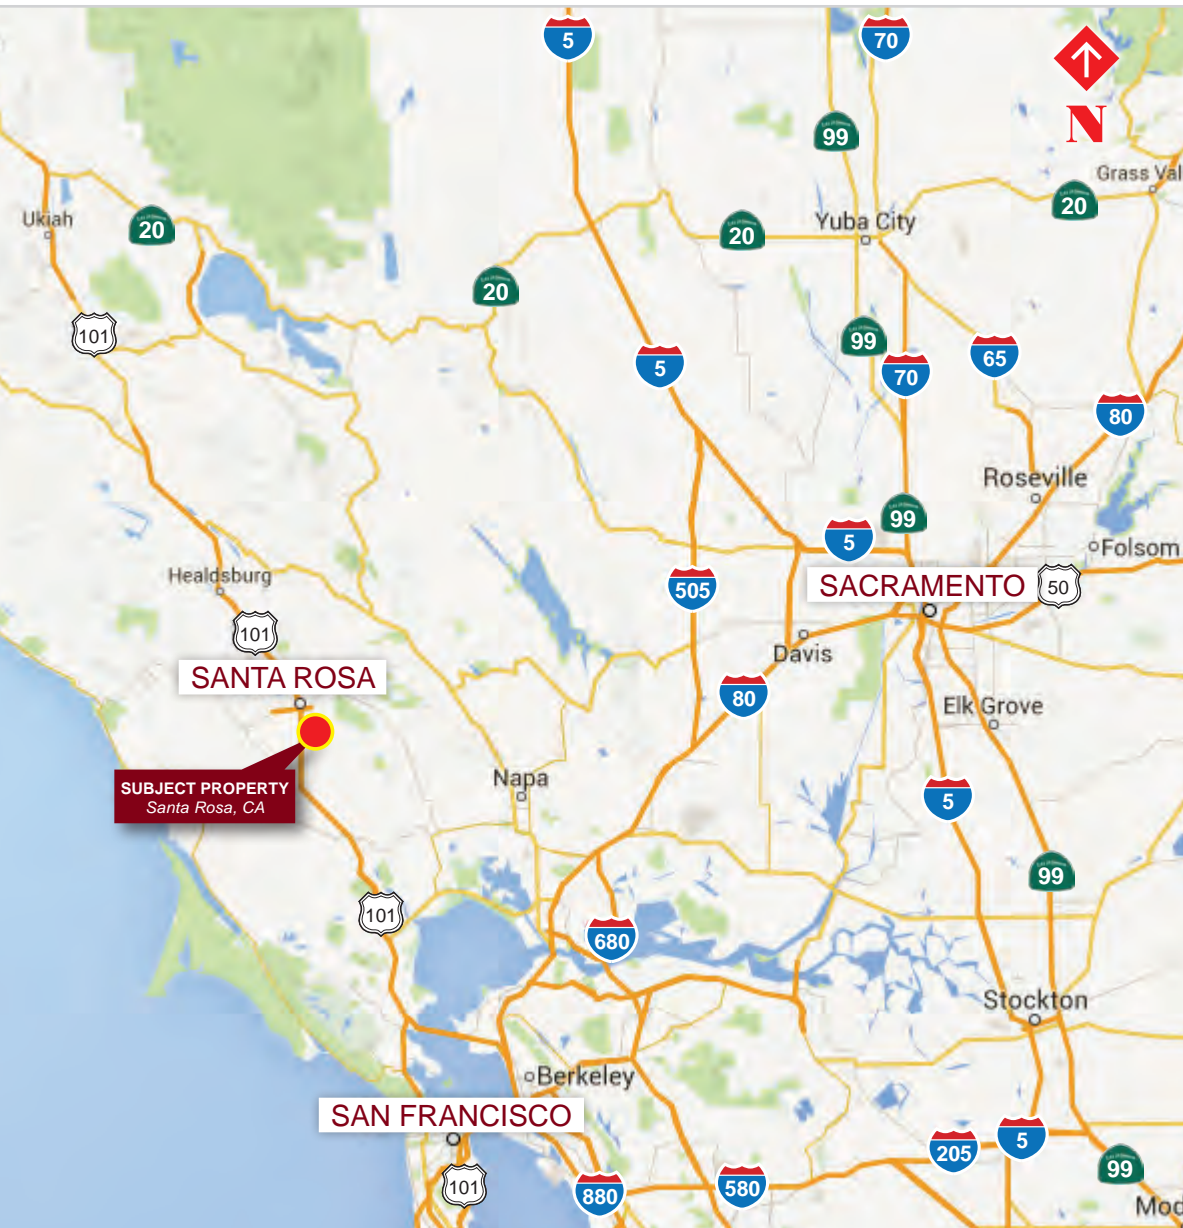 5
70
99
N
Grass Val
20
Ukiah
20
Yuba City
20
20
101
99
5
65
70
80
Roseville
99
5
Folsom
Healdsburg
505
SACRAMENTO
50
101
Davis
SANTA ROSA
80
Elk Grove
SUBJECT PROPERTY
Santa Rosa, CA
Napa
5
99
101
680
Stockton
Berkeley
SAN FRANCISCO
5
205
99
101
880
580
Mod